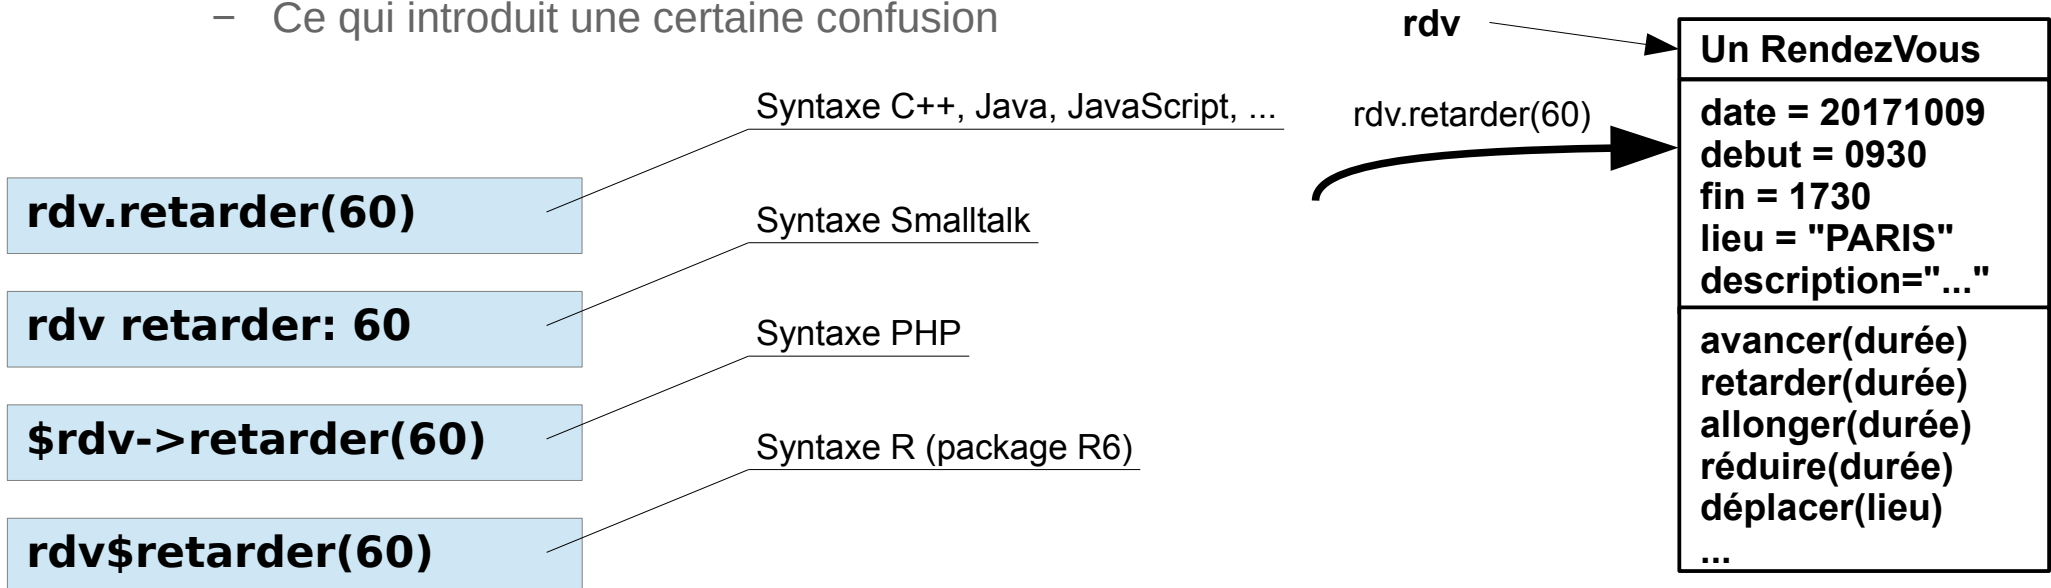 – Ce qui introduit une certaine confusion
Syntaxe C++, Java, JavaScript, ...
rdv.retarder(60)
Syntaxe Smalltalk
rdv retarder: 60
Syntaxe PHP
$rdv->retarder(60)
Syntaxe R (package R6)
rdv$retarder(60)
rdv
rdv.retarder(60)
Un RendezVous
date = 20171009
debut = 0930
fin = 1730
lieu = "PARIS"
description="..."
avancer(durée)
retarder(durée)
allonger(durée)
réduire(durée)
déplacer(lieu)
...